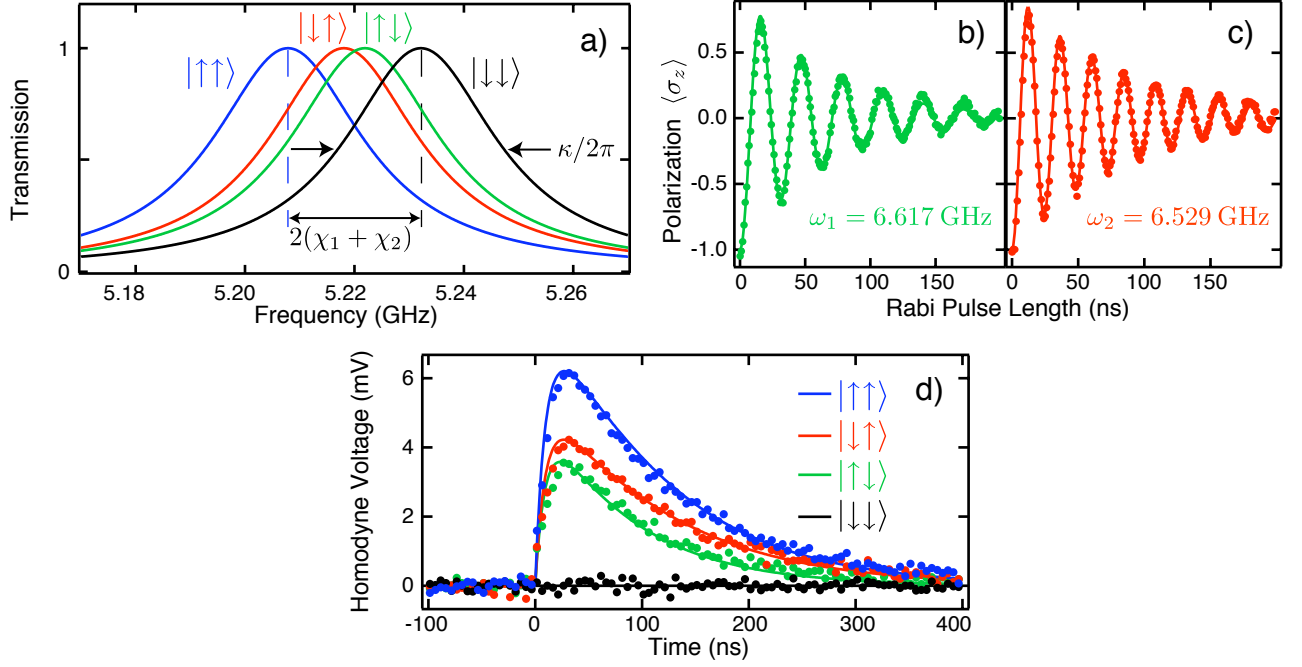 a)
|↑↑⟩
|↓↑⟩
|↑↓⟩
|↓↓⟩
κ/2π
2(χ₁ + χ₂)
Transmission
1
0
5.18
5.20
5.22
5.24
5.26
Frequency (GHz)
b)
c)
Polarization ⟨σ_z⟩
0.5
0.0
-0.5
-1.0
ω₁ = 6.617 GHz
ω₂ = 6.529 GHz
0
50
100
150
0
50
100
150
Rabi Pulse Length (ns)
d)
Homodyne Voltage (mV)
6
4
2
0
|↑↑⟩
|↓↑⟩
|↑↓⟩
|↓↓⟩
-100
0
100
200
300
400
Time (ns)